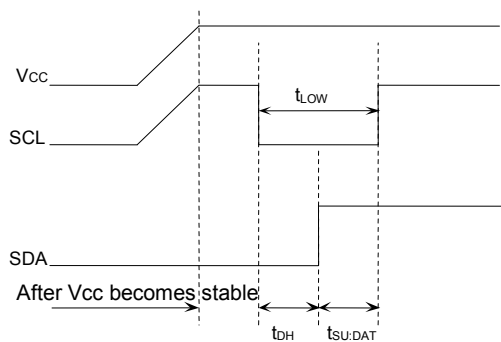 VCC
tLOW
SCL
SDA
After Vcc becomes stable
tDH
tSU:DAT